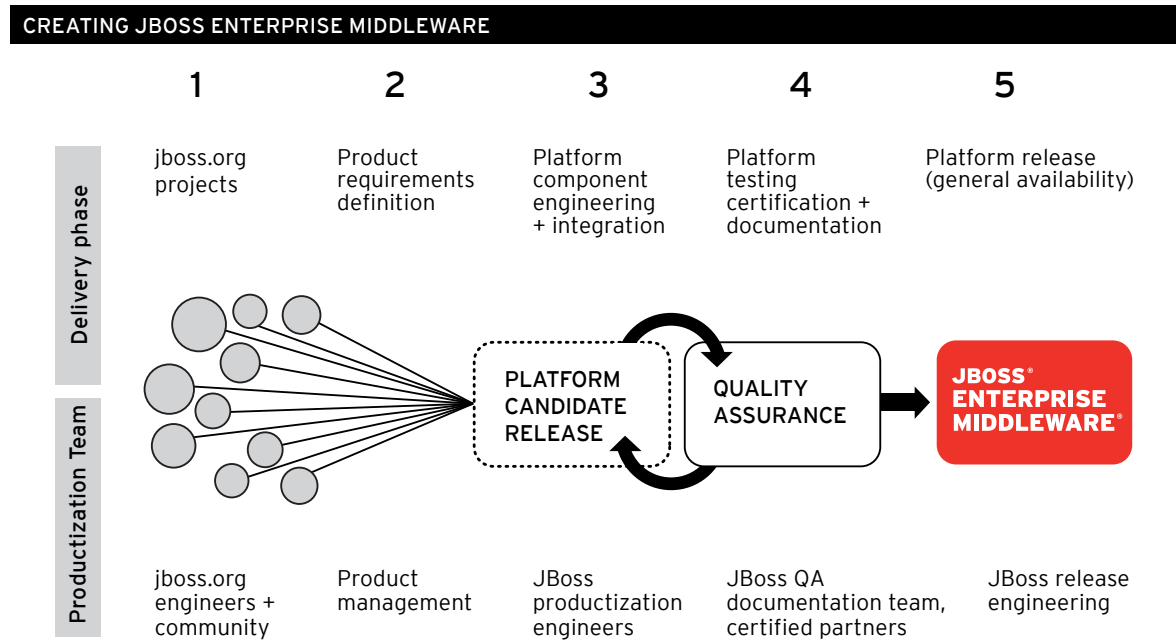 CREATING JBOSS ENTERPRISE MIDDLEWARE
1
2
3
4
5
Delivery phase
jboss.org
projects
Product
requirements
definition
Platform
component
engineering
+ integration
Platform
testing
certification +
documentation
Platform release
(general availability)
PLATFORM
CANDIDATE
RELEASE
QUALITY
ASSURANCE
JBOSS®
ENTERPRISE
MIDDLEWARE®
Productization Team
jboss.org
engineers +
community
Product
management
JBoss
productization
engineers
JBoss QA
documentation team,
certified partners
JBoss release
engineering